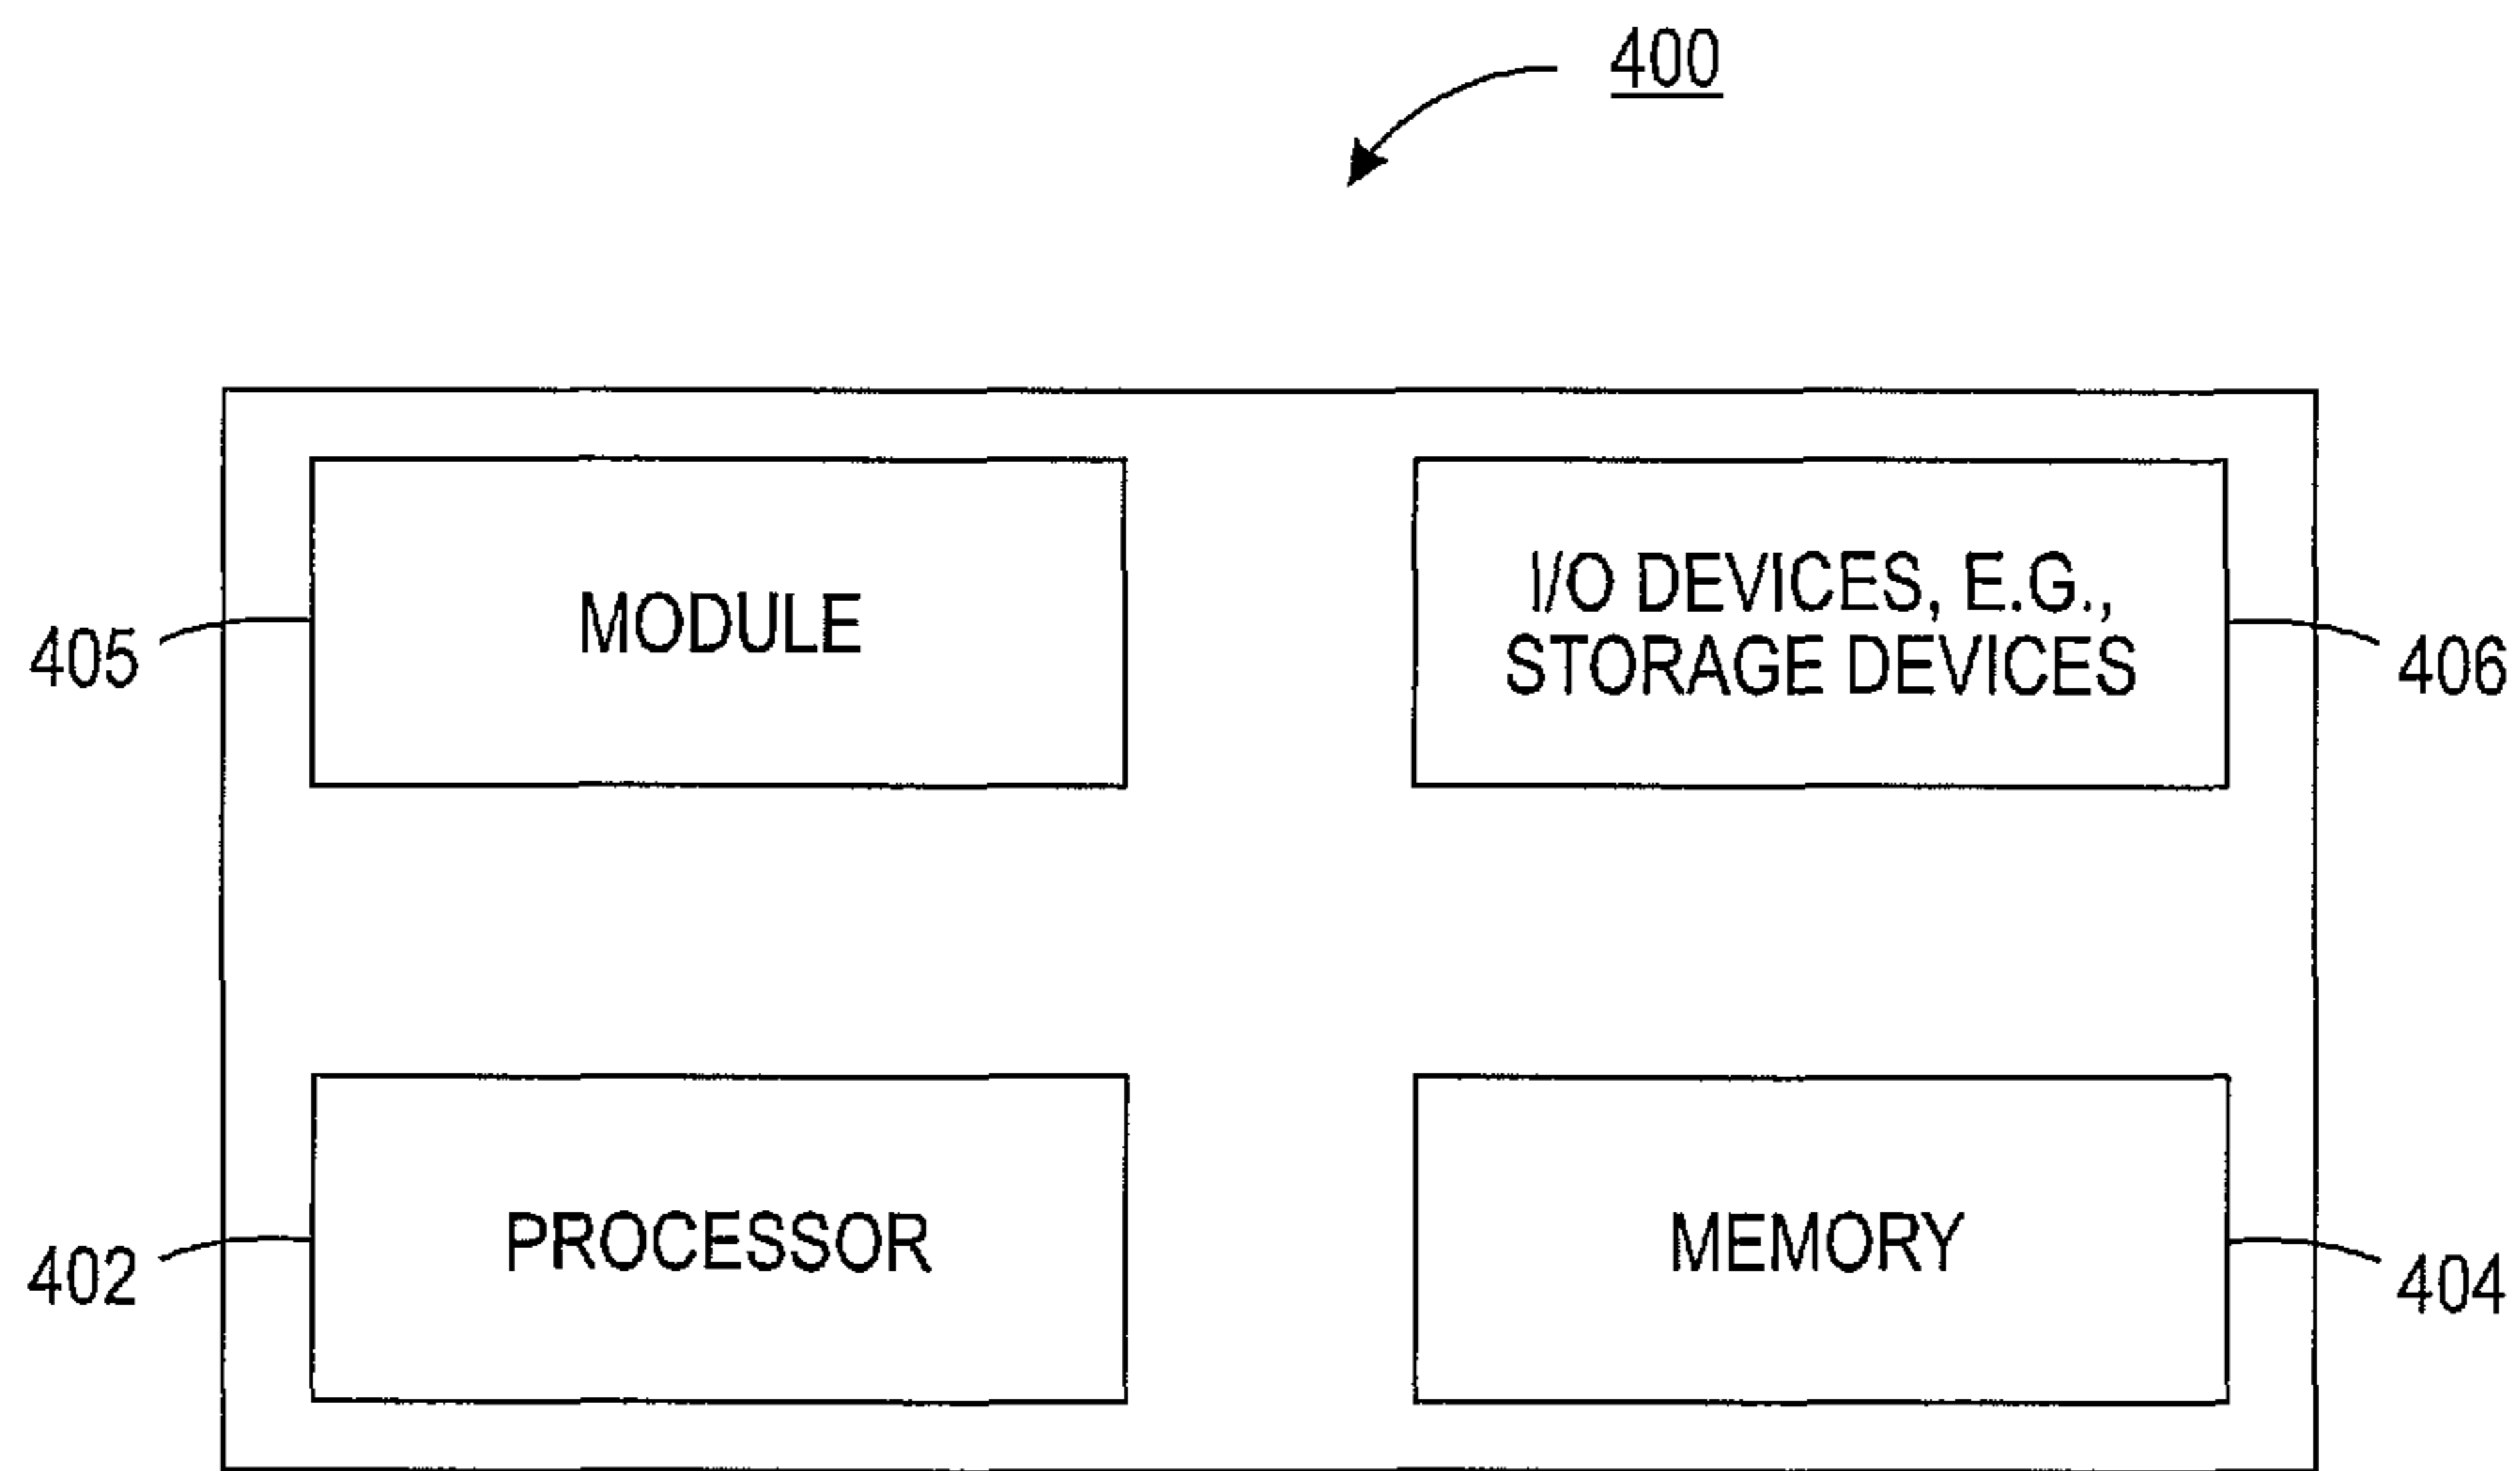 400
MODULE
I/O DEVICES, E.G.,
STORAGE DEVICES
405
406
PROCESSOR
MEMORY
402
404